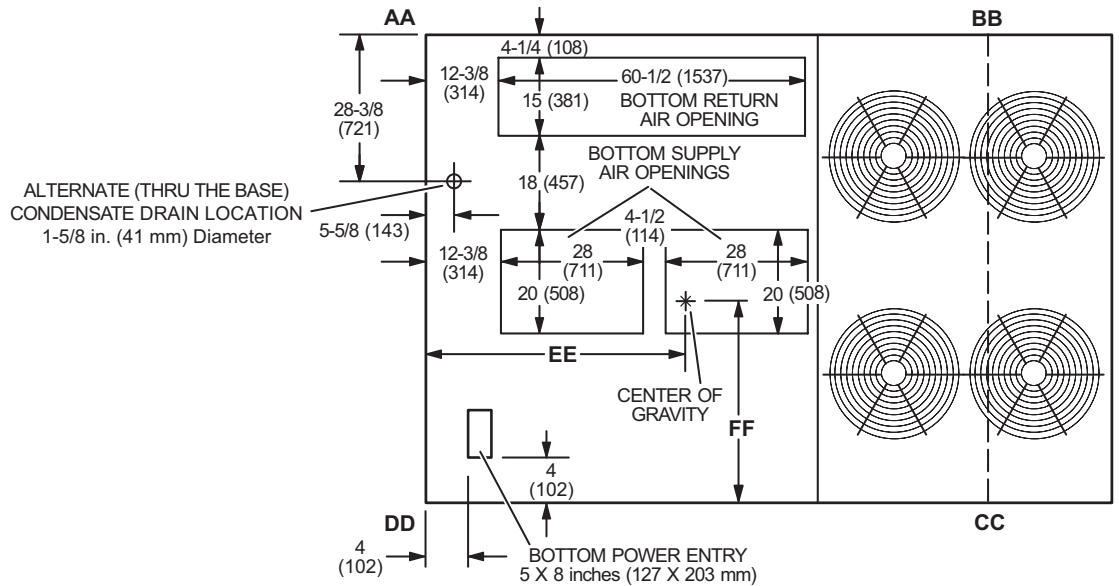 AA
BB
4-1/4 (108)
12-3/8
(314)
60-1/2 (1537)
28-3/8
(721)
15 (381)
BOTTOM RETURN
AIR OPENING
BOTTOM SUPPLY
AIR OPENINGS
18 (457)
ALTERNATE (THRU THE BASE)
CONDENSATE DRAIN LOCATION
1-5/8 in. (41 mm) Diameter
5-5/8 (143)
4-1/2
(114)
12-3/8
(314)
28
(711)
28
(711)
20 (508)
20 (508)
EE
CENTER OF
GRAVITY
FF
4
(102)
DD
CC
4
(102)
BOTTOM POWER ENTRY
5 X 8 inches (127 X 203 mm)